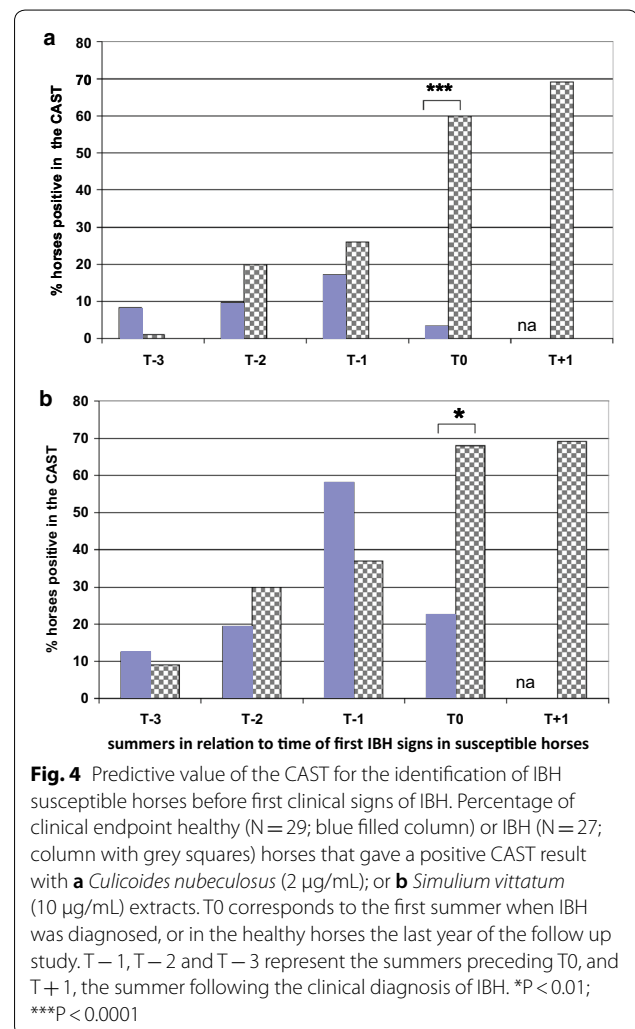 a
80
70
60
50
40
30
20
10
0
% horses positive in the CAST
***
na
T-3 T-2 T-1 T0 T+1
b
80
70
60
50
40
30
20
10
0
% horses positive in the CAST
*
na
T-3 T-2 T-1 T0 T+1
summers in relation to time of first IBH signs in susceptible horses
Fig. 4 Predictive value of the CAST for the identification of IBH
susceptible horses before first clinical signs of IBH. Percentage of
clinical endpoint healthy (N = 29; blue filled column) or IBH (N = 27;
column with grey squares) horses that gave a positive CAST result
with a Culicoides nubeculosus (2 µg/mL); or b Simulium vittatum
(10 µg/mL) extracts. T0 corresponds to the first summer when IBH
was diagnosed, or in the healthy horses the last year of the follow up
study. T − 1, T − 2 and T − 3 represent the summers preceding T0, and
T + 1, the summer following the clinical diagnosis of IBH. *P < 0.01;
***P < 0.0001